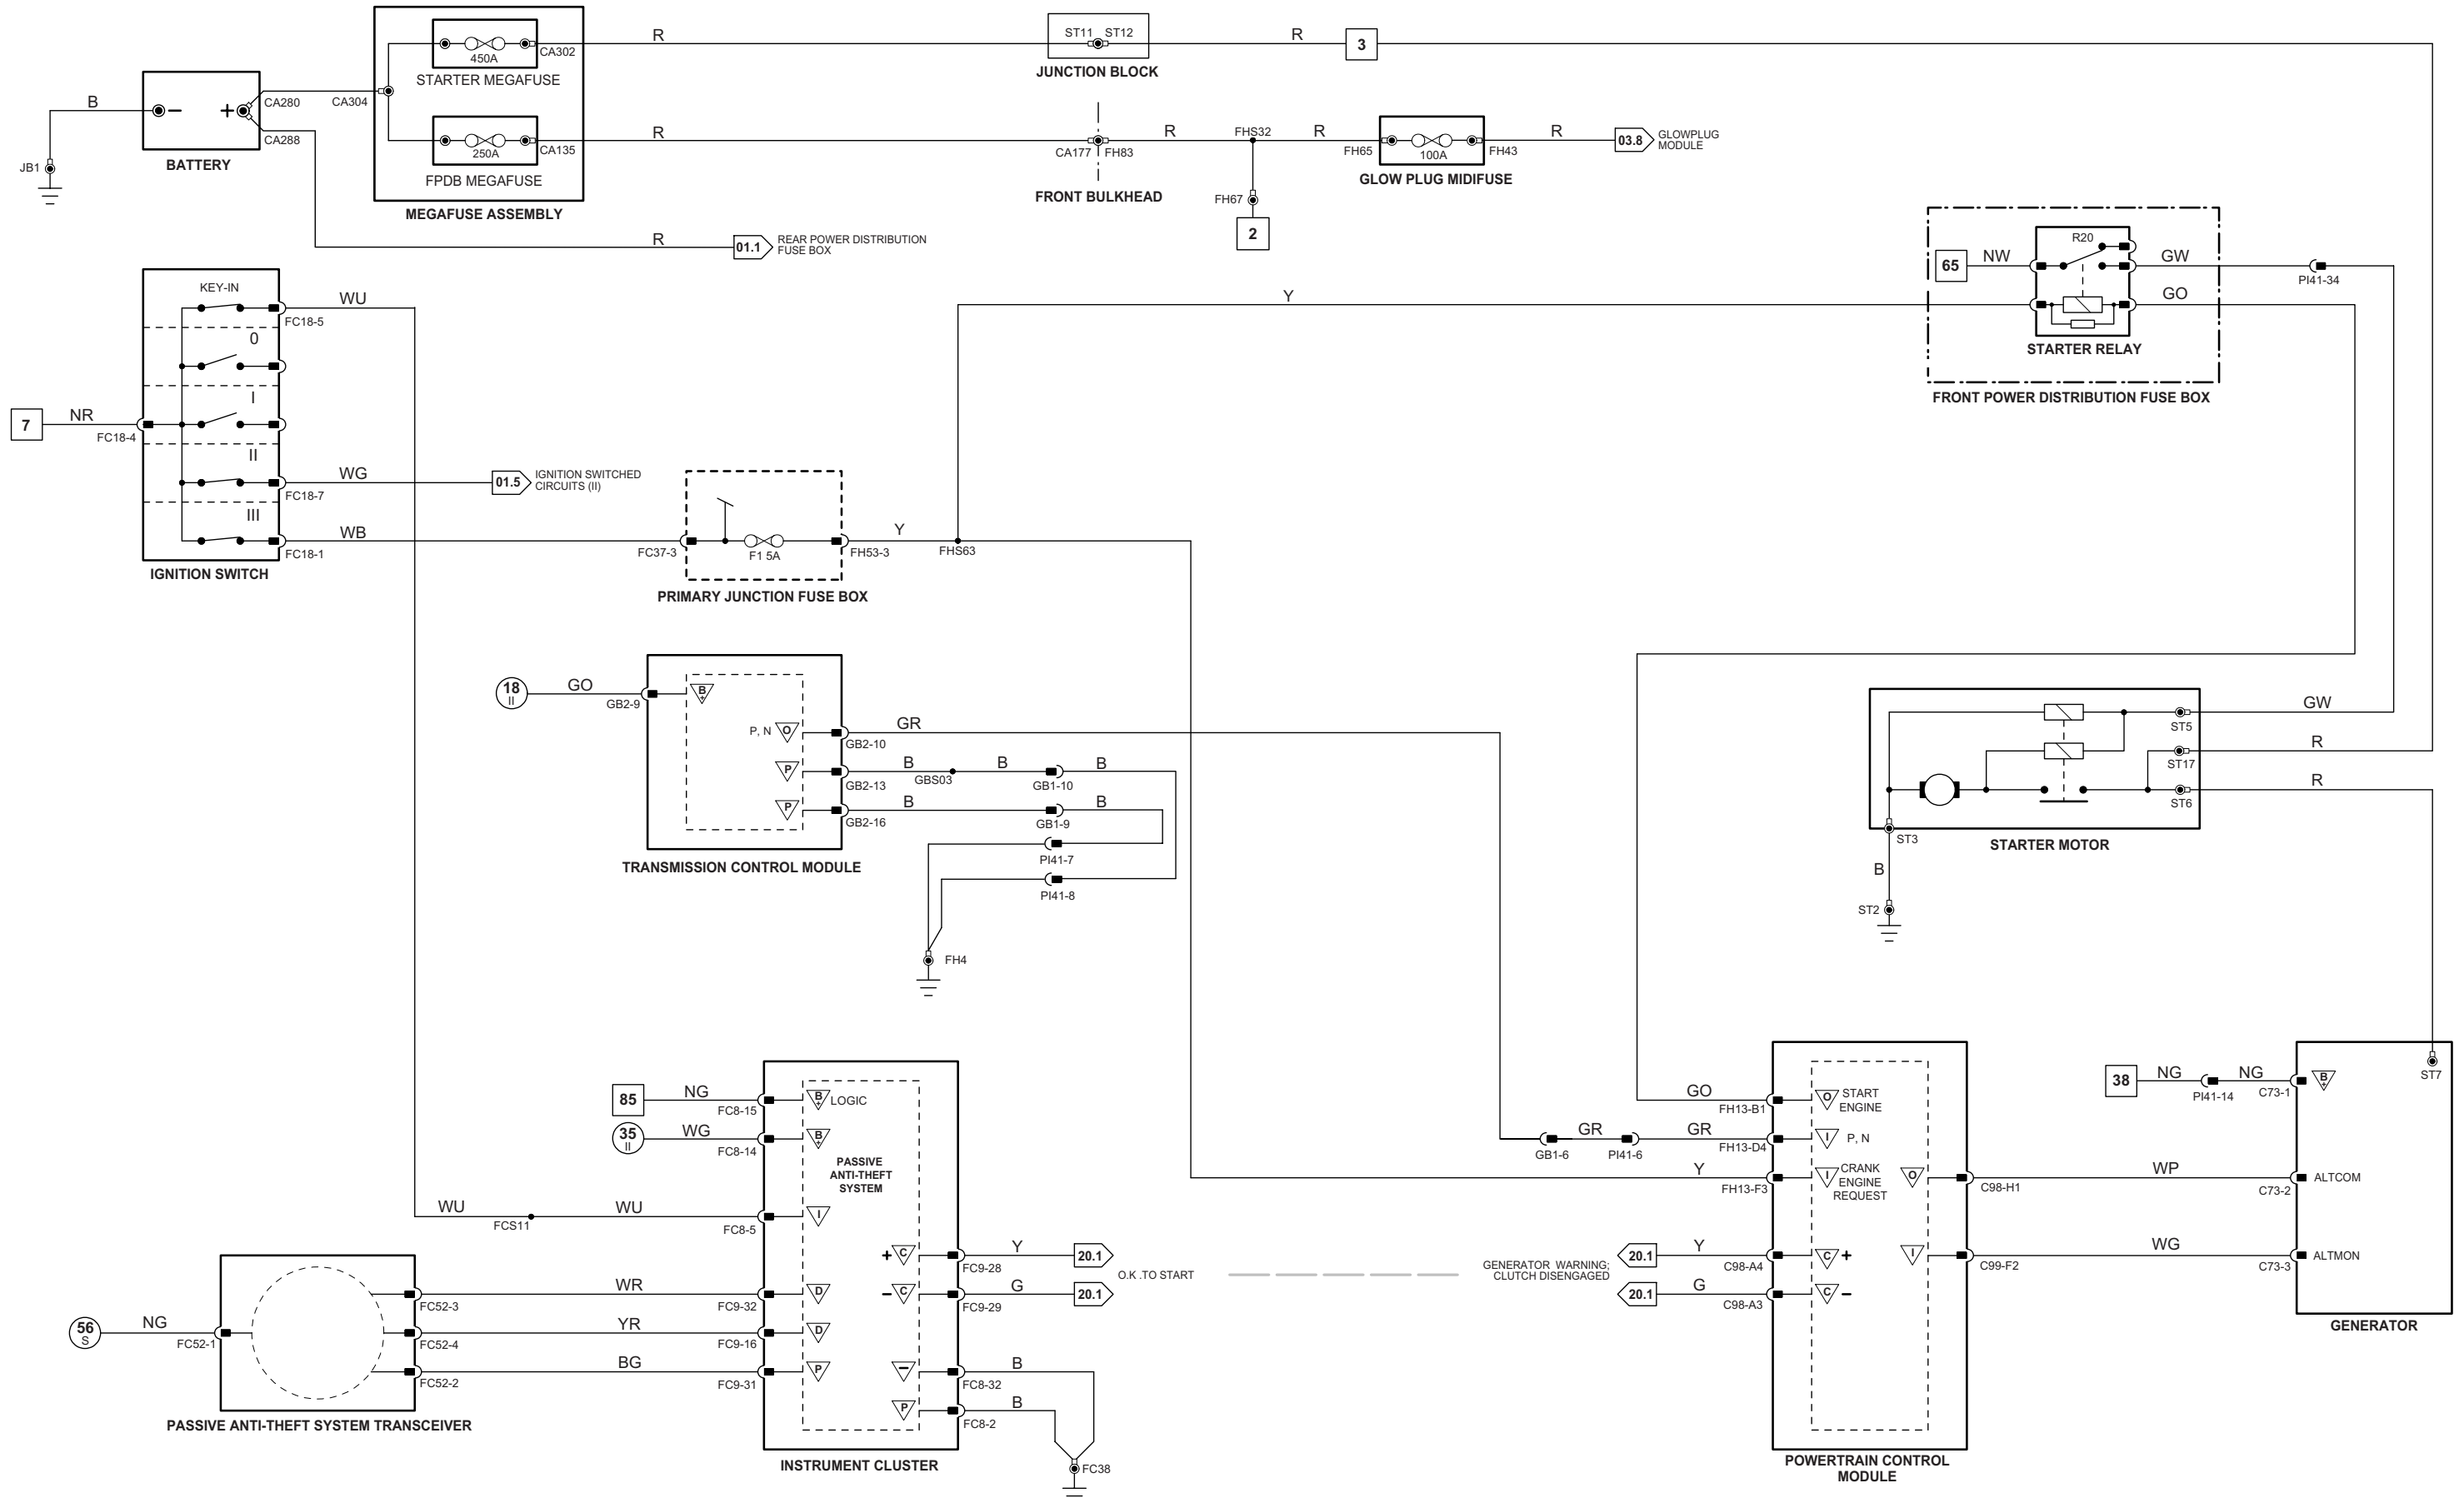 R
ST11 ST12
R
3
450A
CA302
STARTER MEGAFUSE
JUNCTION BLOCK
B
−
+
CA280
CA304
CA288
BATTERY
JB1
R
250A
CA135
FPDB MEGAFUSE
MEGAFUSE ASSEMBLY
CA177
FH83
R
FHS32
R
FH65
100A
FH43
R
03.8
GLOWPLUG
MODULE
GLOW PLUG MIDIFUSE
FRONT BULKHEAD
FH67
2
R
01.1
REAR POWER DISTRIBUTION
FUSE BOX
65
NW
R20
GW
PI41-34
GO
STARTER RELAY
FRONT POWER DISTRIBUTION FUSE BOX
Y
KEY-IN
WU
FC18-5
0
I
7
NR
FC18-4
II
WG
FC18-7
01.5
IGNITION SWITCHED
CIRCUITS (II)
III
WB
FC18-1
IGNITION SWITCH
FC37-3
F1 5A
FH53-3
Y
FHS63
PRIMARY JUNCTION FUSE BOX
18
II
GO
GB2-9
B
+
P, N
O
GR
GB2-10
P
B
GB2-13
GBS03
B
GB1-10
B
P
B
GB2-16
GB1-9
B
PI41-7
PI41-8
TRANSMISSION CONTROL MODULE
FH4
GW
ST5
R
ST17
R
ST6
ST3
STARTER MOTOR
B
ST2
85
NG
FC8-15
B
+
LOGIC
35
II
WG
FC8-14
B
+
PASSIVE
ANTI-THEFT
SYSTEM
WU
FCS11
WU
FC8-5
I
+
C
FC9-28
Y
20.1
−
C
FC9-29
G
20.1
O.K .TO START
WR
FC52-3
FC9-32
D
YR
FC52-4
FC9-16
D
BG
FC52-2
FC9-31
P
56
S
NG
FC52-1
PASSIVE ANTI-THEFT SYSTEM TRANSCEIVER
−
B
FC8-32
P
B
FC8-2
FC38
INSTRUMENT CLUSTER
GO
FH13-B1
O
START
ENGINE
GB1-6
GR
PI41-6
GR
FH13-D4
I
P, N
Y
FH13-F3
I
CRANK
ENGINE
REQUEST
O
C98-H1
WP
C73-2
ALTCOM
GENERATOR WARNING;
CLUTCH DISENGAGED
20.1
Y
C98-A4
C
+
I
C99-F2
WG
C73-3
ALTMON
20.1
G
C98-A3
C
−
POWERTRAIN CONTROL
MODULE
38
NG
PI41-14
NG
C73-1
B
+
ST7
GENERATOR